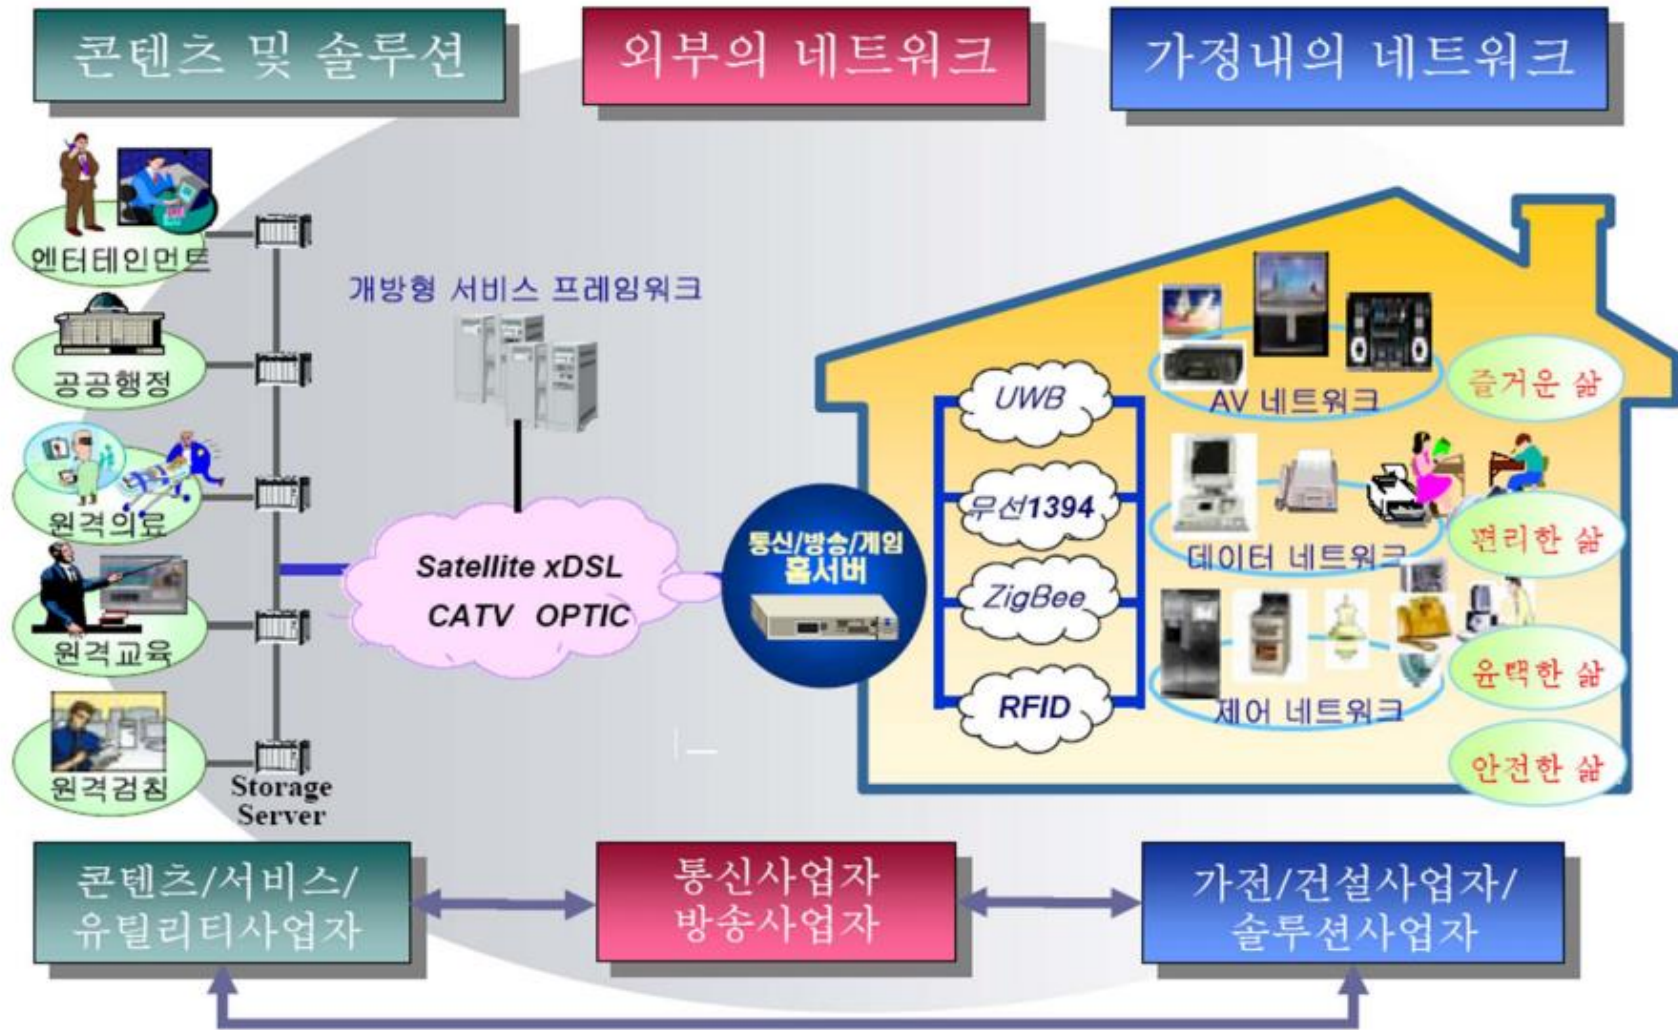 콘텐츠 및 솔루션
외부의 네트워크
가정내의 네트워크
엔터테인먼트
공공행정
원격의료
원격교육
원격검침
Storage
Server
개방형 서비스 프레임워크
Satellite xDSL
CATV OPTIC
통신/방송/게임
홈서버
UWB
무선1394
ZigBee
RFID
AV 네트워크
데이터 네트워크
제어 네트워크
즐거운 삶
편리한 삶
윤택한 삶
안전한 삶
콘텐츠/서비스/
유틸리티사업자
통신사업자
방송사업자
가전/건설사업자/
솔루션사업자